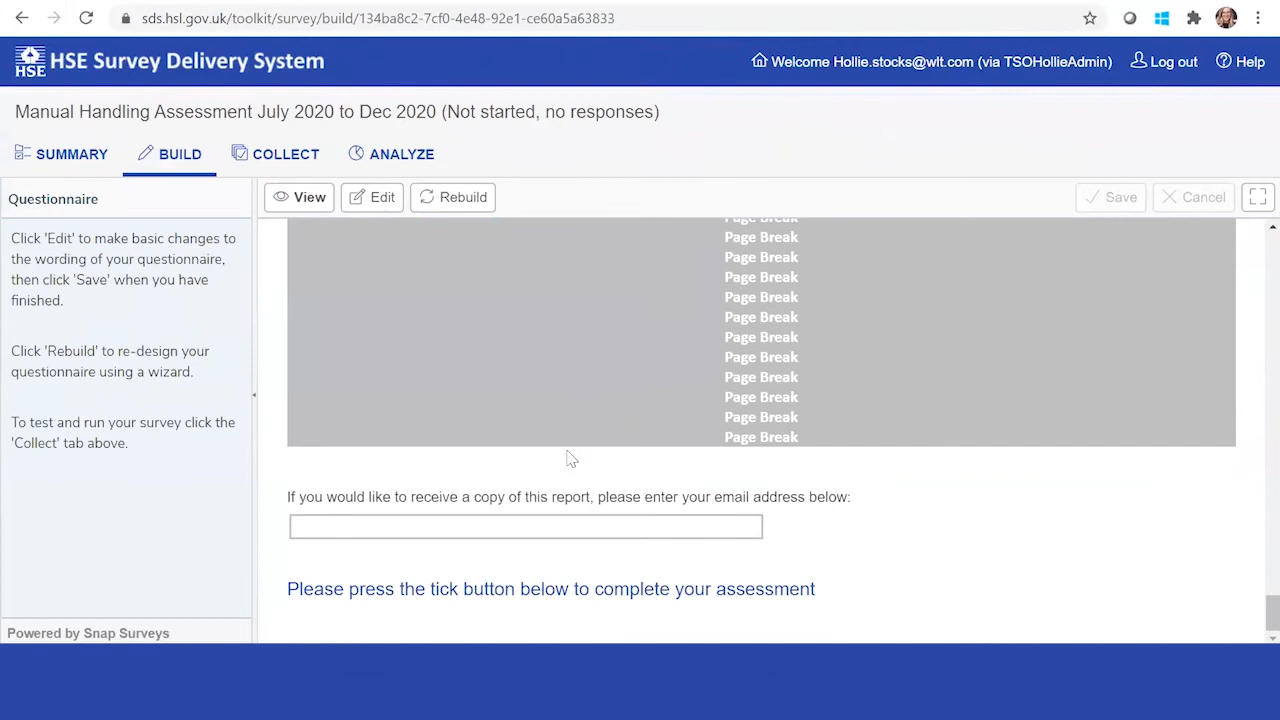 sds.hsl.gov.uk/toolkit/survey/build/134ba8c2-7cf0-4e48-92e1-ce60a5a63833
HSE HSE Survey Delivery System
Welcome Hollie.stocks@wlt.com (via TSOHollieAdmin)
Log out
Help
Manual Handling Assessment July 2020 to Dec 2020 (Not started, no responses)
SUMMARY
BUILD
COLLECT
ANALYZE
Questionnaire
View
Edit
Rebuild
Save
Cancel
Click 'Edit' to make basic changes to
the wording of your questionnaire,
then click 'Save' when you have
finished.
Click 'Rebuild' to re-design your
questionnaire using a wizard.
To test and run your survey click the
'Collect' tab above.
Powered by Snap Surveys
Page Break
Page Break
Page Break
Page Break
Page Break
Page Break
Page Break
Page Break
Page Break
Page Break
Page Break
Page Break
If you would like to receive a copy of this report, please enter your email address below:
Please press the tick button below to complete your assessment